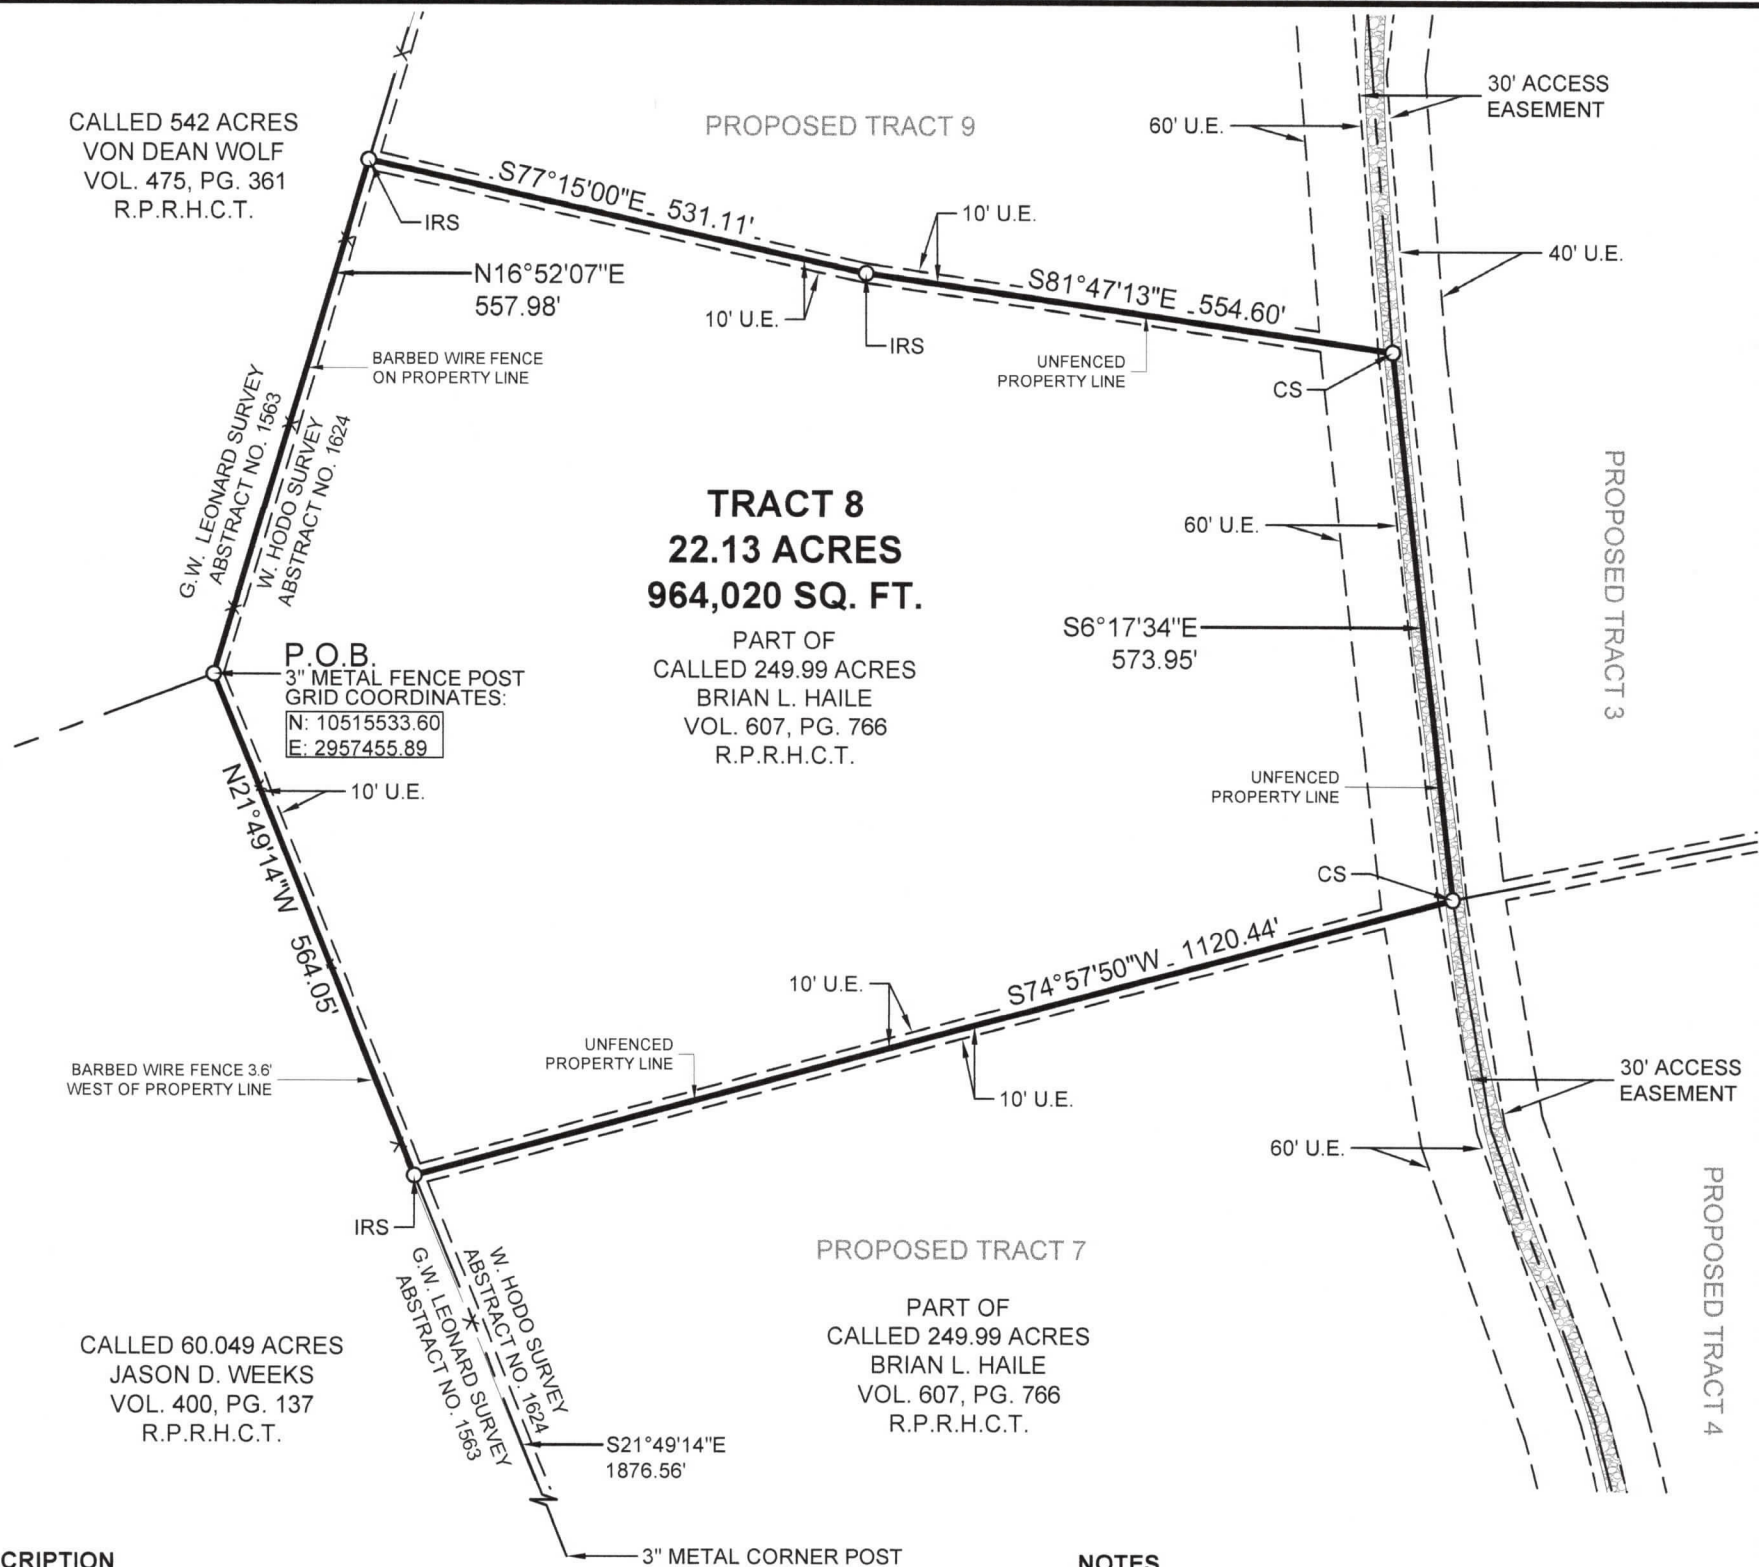 CALLED 542 ACRES
VON DEAN WOLF
VOL. 475, PG. 361
R.P.R.H.C.T.
PROPOSED TRACT 9
30' ACCESS
EASEMENT
60' U.E.
S77°15'00"E 531.11'
IRS
10' U.E.
40' U.E.
N16°52'07"E
557.98'
10' U.E.
S81°47'13"E 554.60'
IRS
BARBED WIRE FENCE
ON PROPERTY LINE
UNFENCED
PROPERTY LINE
CS
G.W. LEONARD SURVEY
ABSTRACT NO. 1563
W. HODO SURVEY
ABSTRACT NO. 1624
TRACT 8
22.13 ACRES
964,020 SQ. FT.
PART OF
CALLED 249.99 ACRES
BRIAN L. HAILE
VOL. 607, PG. 766
R.P.R.H.C.T.
60' U.E.
PROPOSED TRACT 3
S6°17'34"E
573.95'
P.O.B.
3" METAL FENCE POST
GRID COORDINATES:
N: 10515533.60
E: 2957455.89
UNFENCED
PROPERTY LINE
10' U.E.
N21°49'14"W 564.05'
CS
S74°57'50"W 1120.44'
10' U.E.
UNFENCED
PROPERTY LINE
BARBED WIRE FENCE 3.6'
WEST OF PROPERTY LINE
10' U.E.
30' ACCESS
EASEMENT
60' U.E.
IRS
PROPOSED TRACT 4
PROPOSED TRACT 7
W. HODO SURVEY
ABSTRACT NO. 1624
G.W. LEONARD SURVEY
ABSTRACT NO. 1563
PART OF
CALLED 249.99 ACRES
BRIAN L. HAILE
VOL. 607, PG. 766
R.P.R.H.C.T.
CALLED 60.049 ACRES
JASON D. WEEKS
VOL. 400, PG. 137
R.P.R.H.C.T.
S21°49'14"E
1876.56'
3" METAL CORNER POST
CRIPTION
NOTES